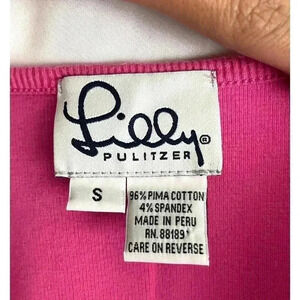 Lilly®
PULITZER
S
96% PIMA COTTON
4% SPANDEX
MADE IN PERU
RN. 88189
CARE ON REVERSE